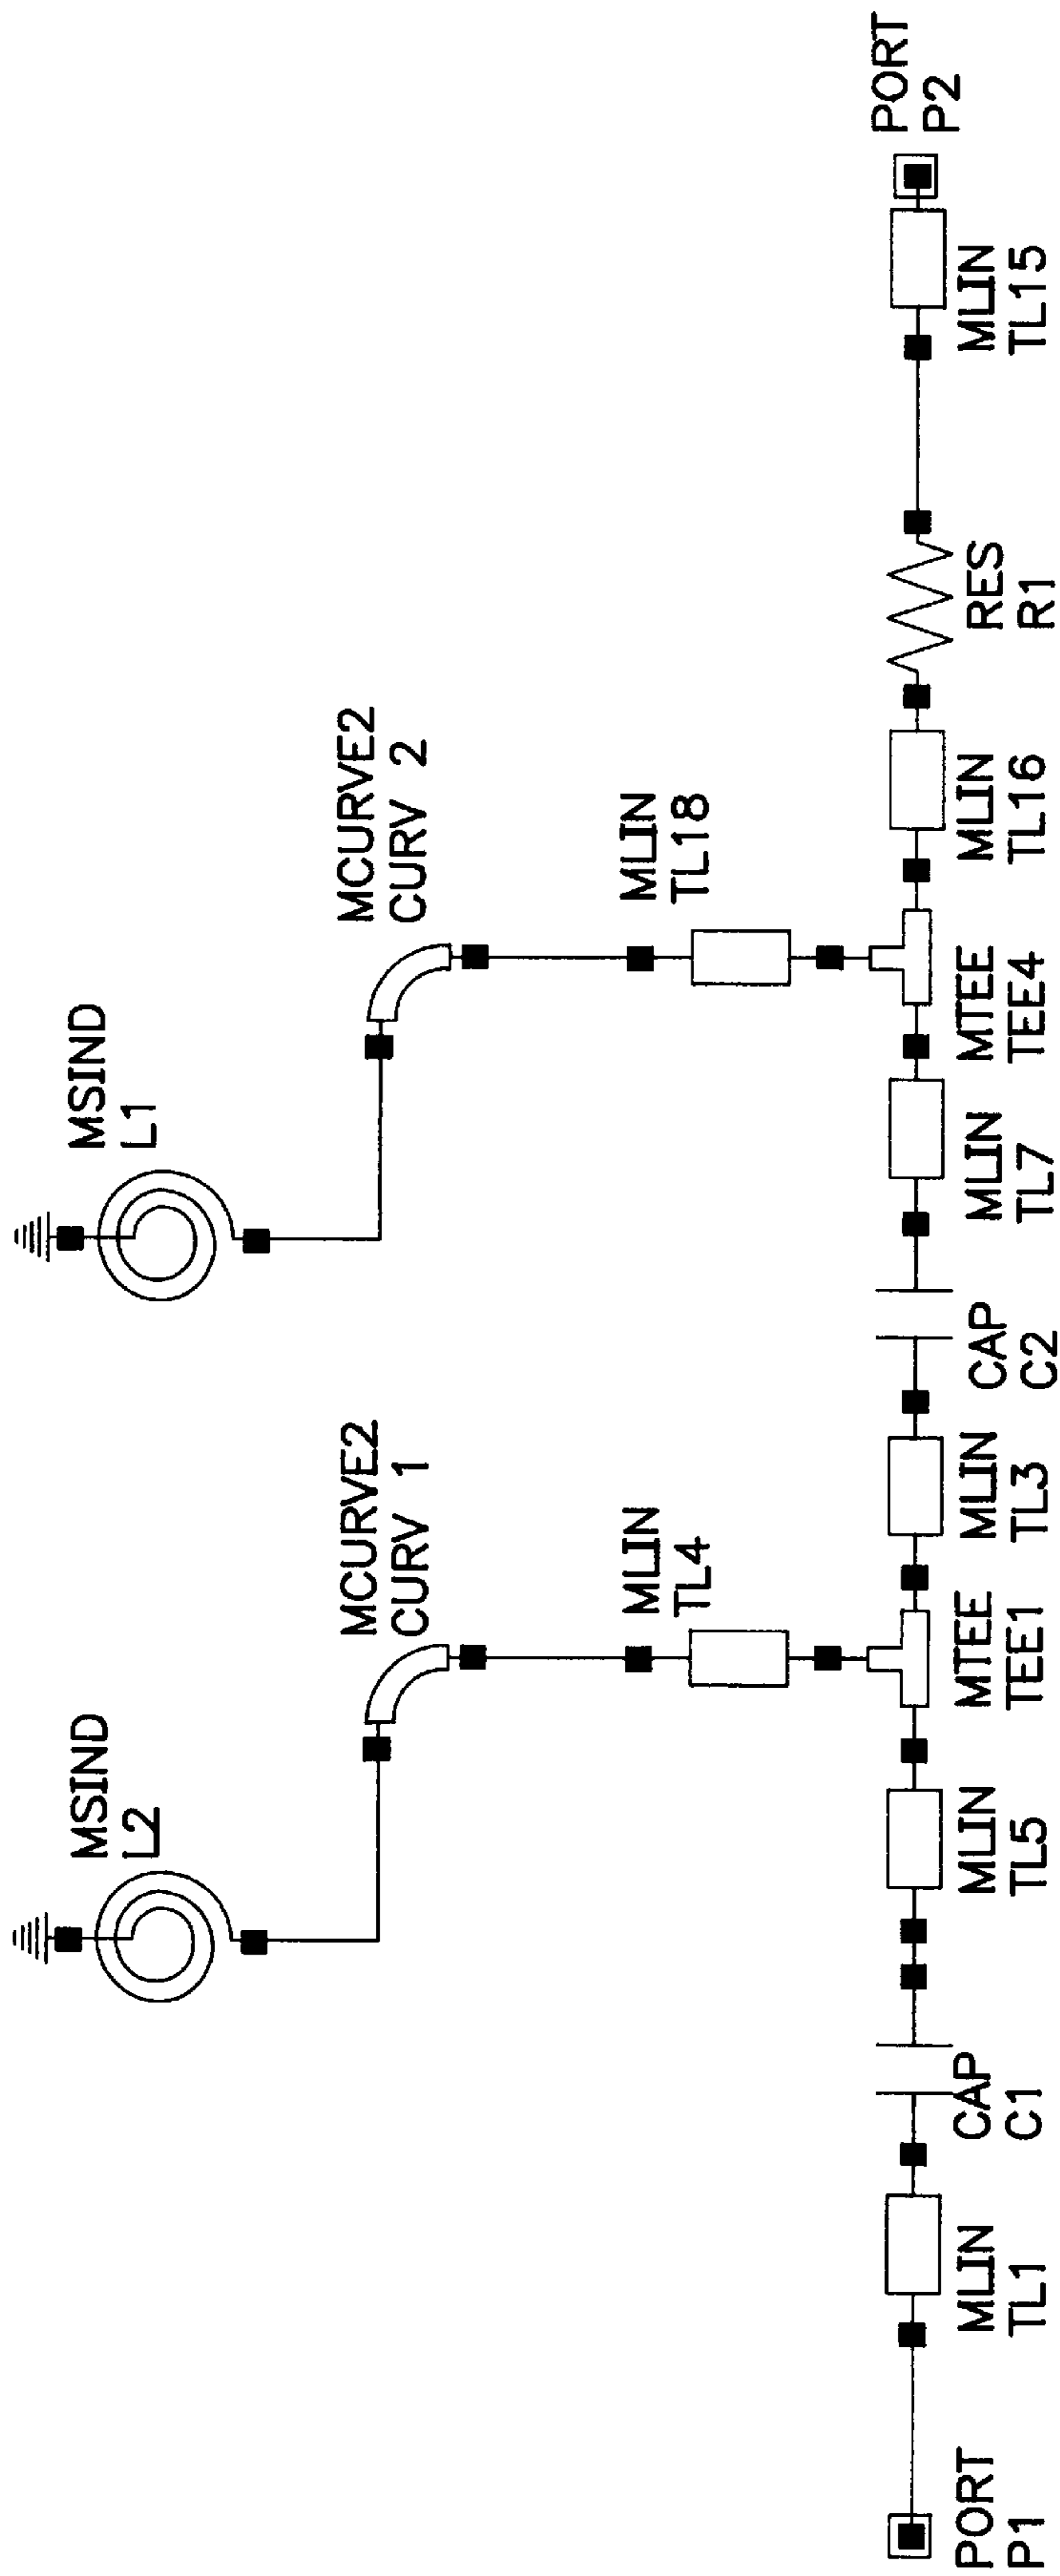 MSIND
L2
MSIND
L1
MCURVE2
CURV 1
MCURVE2
CURV 2
MLIN
TL4
MLIN
TL18
PORT
P1
MLIN
TL1
CAP
C1
MLIN
TL5
MTEE
TEE1
MLIN
TL3
CAP
C2
MLIN
TL7
MTEE
TEE4
MLIN
TL16
RES
R1
MLIN
TL15
PORT
P2